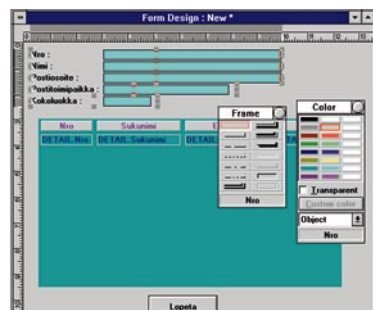 Form Design : New *
Nro :
Nimi :
Postiosoite :
Postitoimipaikka :
Kokoluokka :
Frame
Nro
Color
Transparent
Custom color
Object
Nro
Nro Sukunimi
DETAIL.Nro DETAIL.Sukunimi
Lopeta